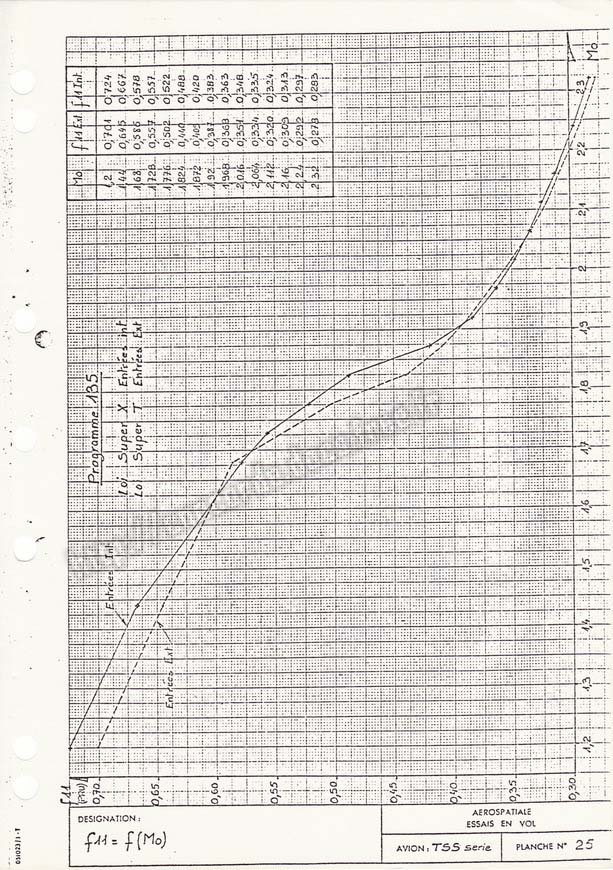 Programme 135
Loi Super X Entrées int.
Loi Super T Entrées Ext
Mo 1,2 1,44 1,68 1,728 1,776 1,824 1,872 1,92 1,968 2,016 2,064 2,112 2,16 2,24 2,32
f11 Ext 0,701 0,645 0,586 0,557 0,502 0,440 0,409 0,387 0,368 0,351 0,334 0,320 0,309 0,292 0,278
f11 Int. 0,724 0,667 0,578 0,557 0,522 0,488 0,420 0,383 0,363 0,348 0,335 0,324 0,313 0,297 0,283
Entrées Int
Entrées Ext
f11
0,70 0,65 0,60 0,55 0,50 0,45 0,40 0,35 0,30
1,2 1,3 1,4 1,5 1,6 1,7 1,8 1,9 2 2,1 2,2 2,3
Mo
DESIGNATION :
f11 = f(Mo)
AEROSPATIALE
ESSAIS EN VOL
AVION : TSS serie
PLANCHE N° 25